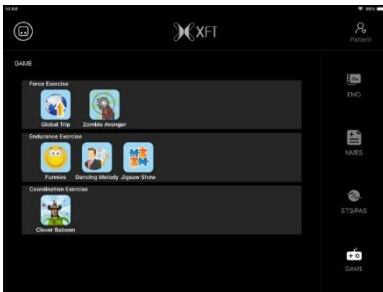 XFT
Patient
GAME
Force Exercise
Global Trip
Zombie Avenger
Endurance Exercise
Funnies
Dancing Melody
Jigsaw Show
Coordination Exercise
Clever Baboon
EMG
NMES
ETS/PAS
GAME